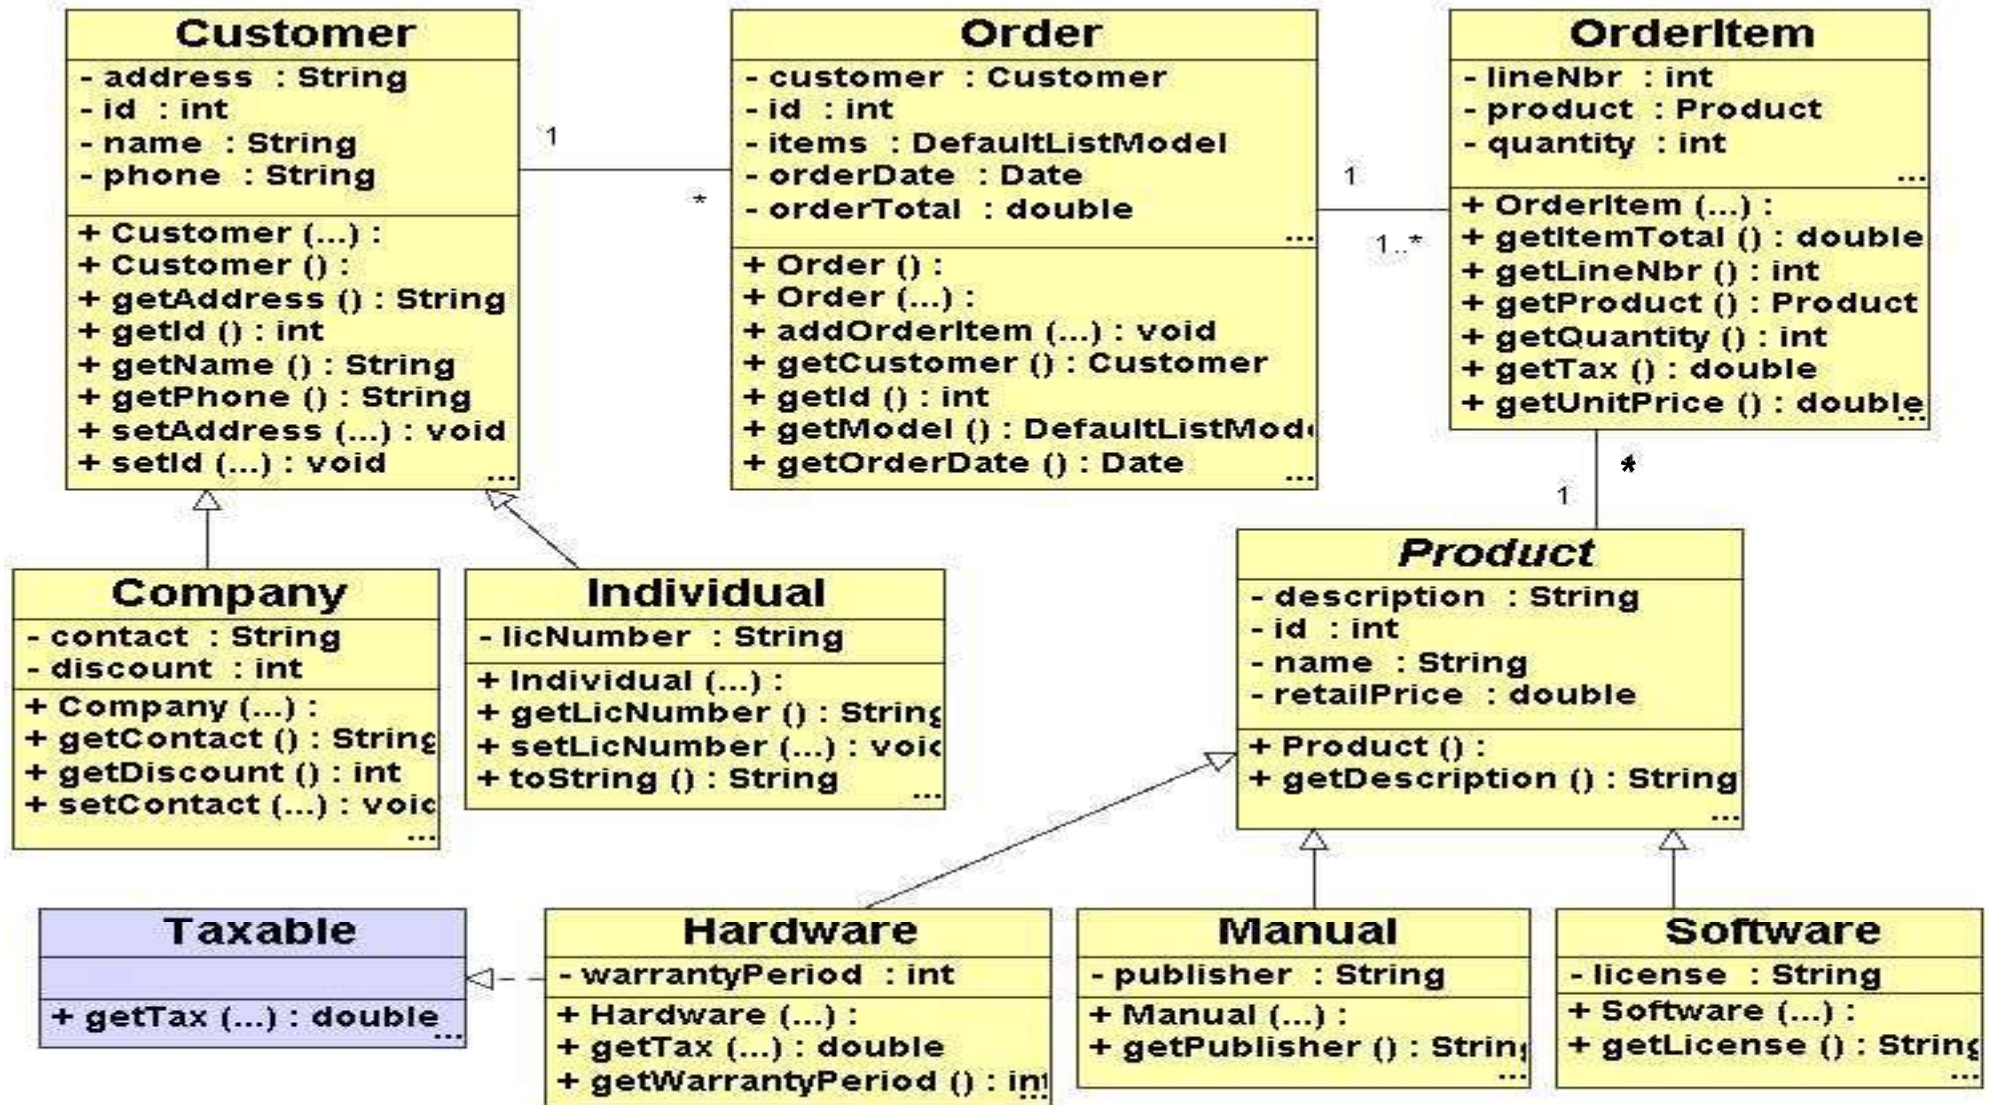 Customer
- address : String
- id : int
- name : String
- phone : String
+ Customer (...) :
+ Customer () :
+ getAddress () : String
+ getId () : int
+ getName () : String
+ getPhone () : String
+ setAddress (...) : void
+ setId (...) : void
...
1
*
Order
- customer : Customer
- id : int
- items : DefaultListModel
- orderDate : Date
- orderTotal : double
...
+ Order () :
+ Order (...) :
+ addOrderItem (...) : void
+ getCustomer () : Customer
+ getId () : int
+ getModel () : DefaultListMod
+ getOrderDate () : Date
...
1
1..*
OrderItem
- lineNbr : int
- product : Product
- quantity : int
...
+ OrderItem (...) :
+ getItemTotal () : double
+ getLineNbr () : int
+ getProduct () : Product
+ getQuantity () : int
+ getTax () : double
+ getUnitPrice () : double
...
*
1
Company
- contact : String
- discount : int
+ Company (...) :
+ getContact () : String
+ getDiscount () : int
+ setContact (...) : void
...
Individual
- licNumber : String
+ Individual (...) :
+ getLicNumber () : String
+ setLicNumber (...) : void
+ toString () : String
...
Product
- description : String
- id : int
- name : String
- retailPrice : double
+ Product () :
+ getDescription () : String
...
Taxable
+ getTax (...) : double
...
Hardware
- warrantyPeriod : int
+ Hardware (...) :
+ getTax (...) : double
+ getWarrantyPeriod () : int
...
Manual
- publisher : String
+ Manual (...) :
+ getPublisher () : String
...
Software
- license : String
+ Software (...) :
+ getLicense () : String
...